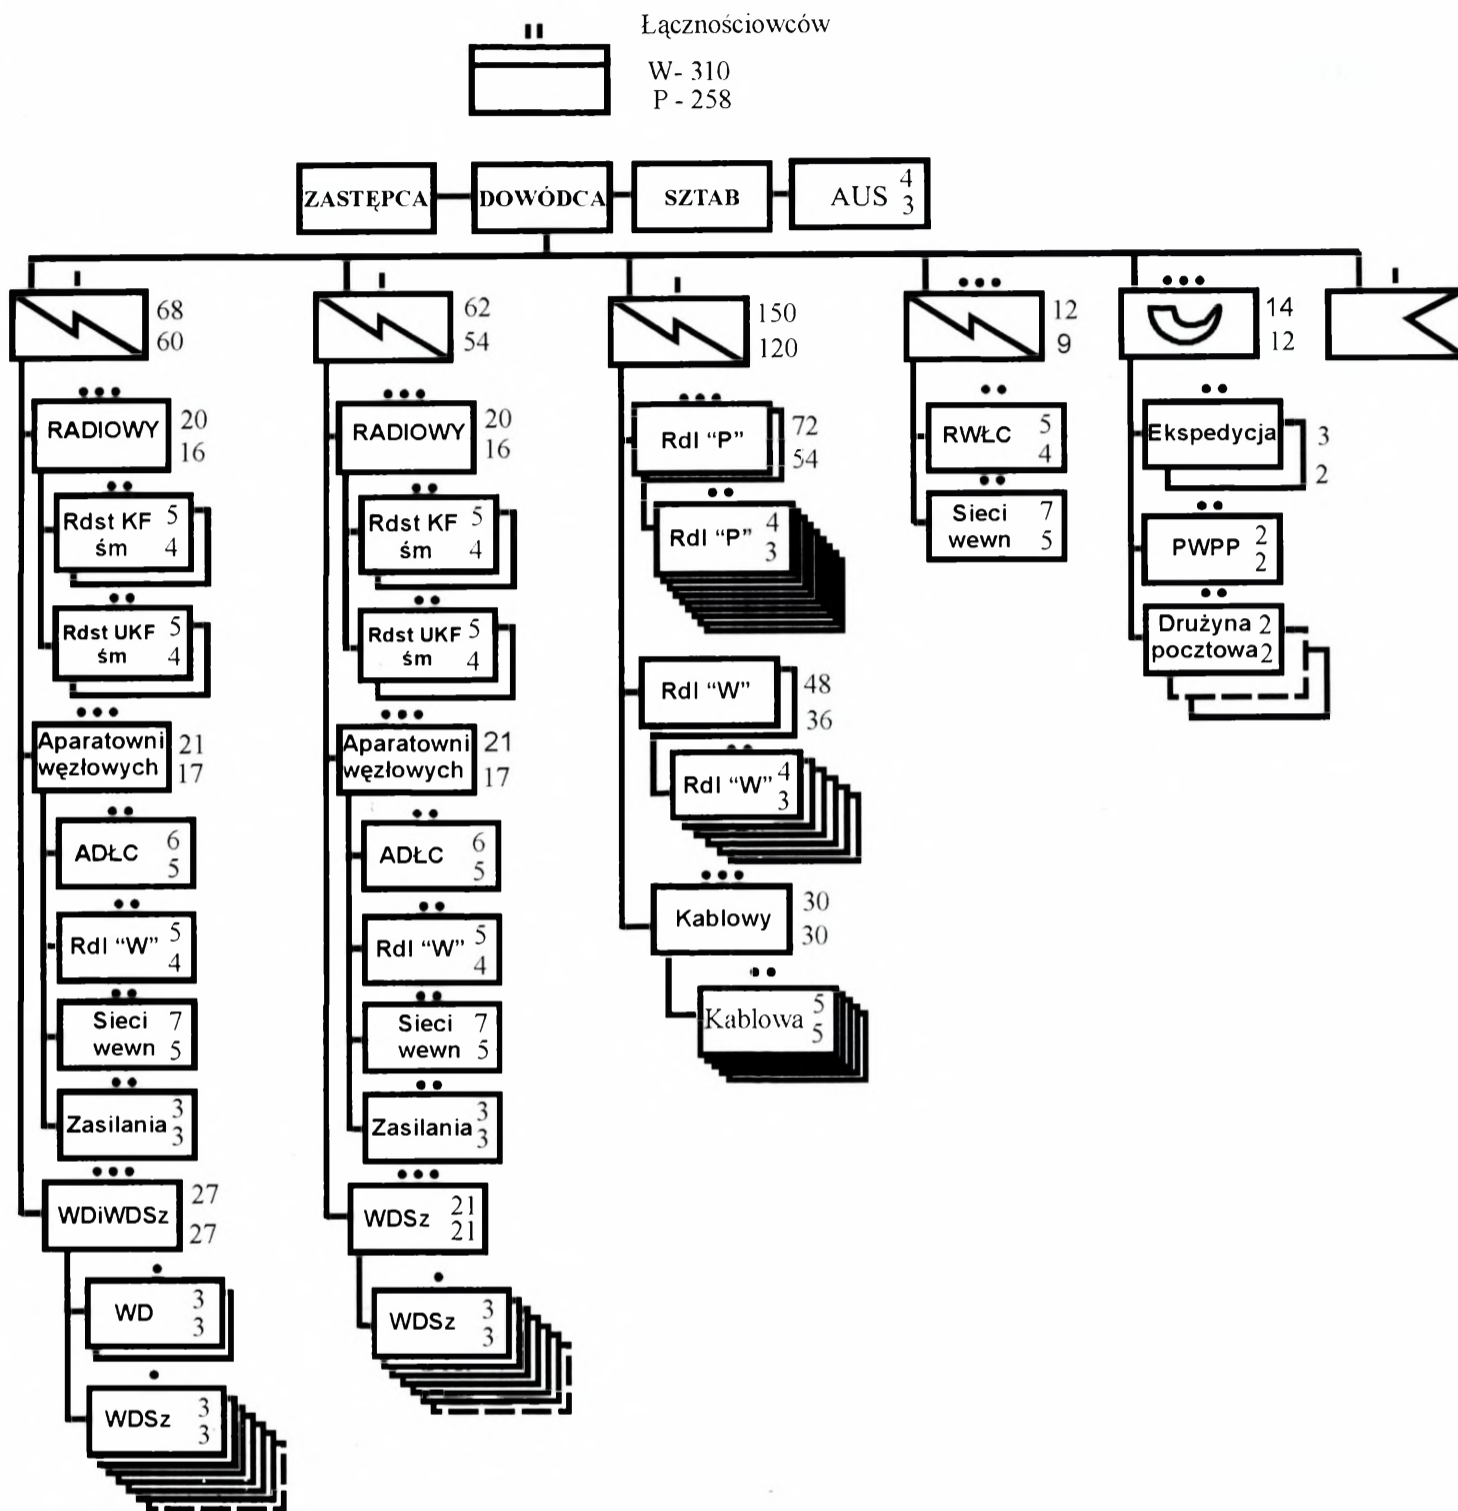 Łącznościowców
W- 310
P - 258
ZASTĘPCA
DOWÓDCA
SZTAB
AUS 4
3
68
60
62
54
150
120
12
9
14
12
RADIOWY 20
16
Rdst KF 5
śm 4
Rdst UKF 5
śm 4
Aparatowni 21
węzłowych 17
ADŁC 6
5
Rdl “W” 5
4
Sieci 7
wewn 5
Zasilania 3
3
WDiWDSz 27
27
WD 3
3
WDSz 3
3
RADIOWY 20
16
Rdst KF 5
śm 4
Rdst UKF 5
śm 4
Aparatowni 21
węzłowych 17
ADŁC 6
5
Rdl “W” 5
4
Sieci 7
wewn 5
Zasilania 3
3
WDSz 21
21
WDSz 3
3
Rdl “P” 72
54
Rdl “P” 4
3
Rdl “W” 48
36
Rdl “W” 4
3
Kablowy 30
30
Kablowa 5
5
RWŁC 5
4
Sieci 7
wewn 5
Ekspedycja 3
2
PWPP 2
2
Drużyna 2
pocztowa 2